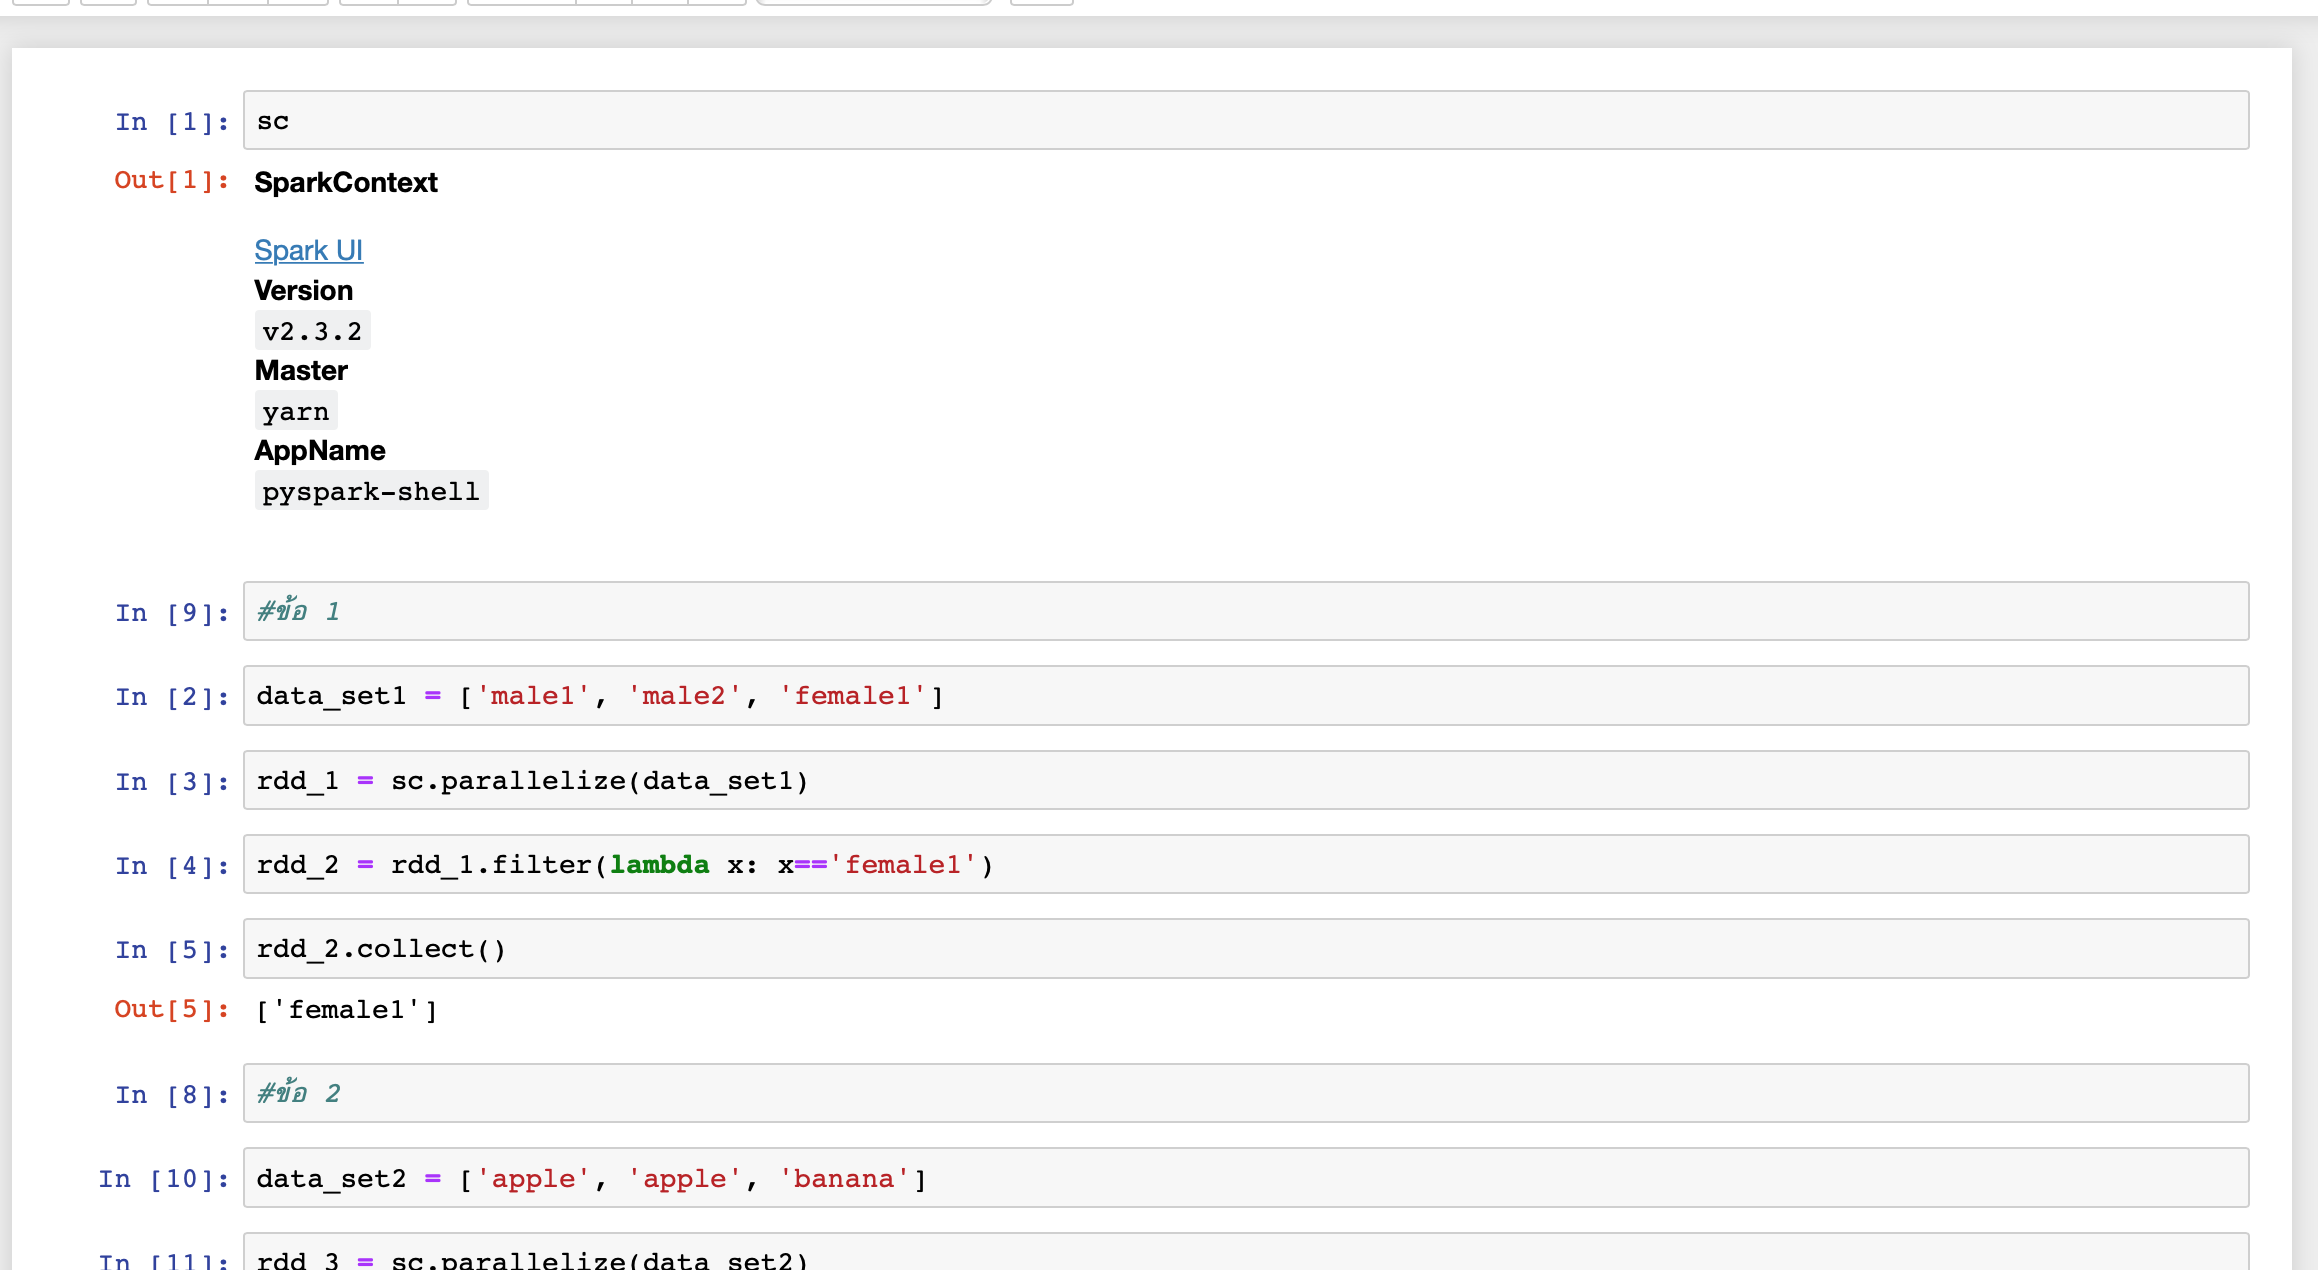 In [1]: sc
Out[1]: SparkContext
Spark UI
Version
v2.3.2
Master
yarn
AppName
pyspark-shell
In [9]: #ข้อ 1
In [2]: data_set1 = ['male1', 'male2', 'female1']
In [3]: rdd_1 = sc.parallelize(data_set1)
In [4]: rdd_2 = rdd_1.filter(lambda x: x=='female1')
In [5]: rdd_2.collect()
Out[5]: ['female1']
In [8]: #ข้อ 2
In [10]: data_set2 = ['apple', 'apple', 'banana']
In [11]: rdd_3 = sc.parallelize(data_set2)